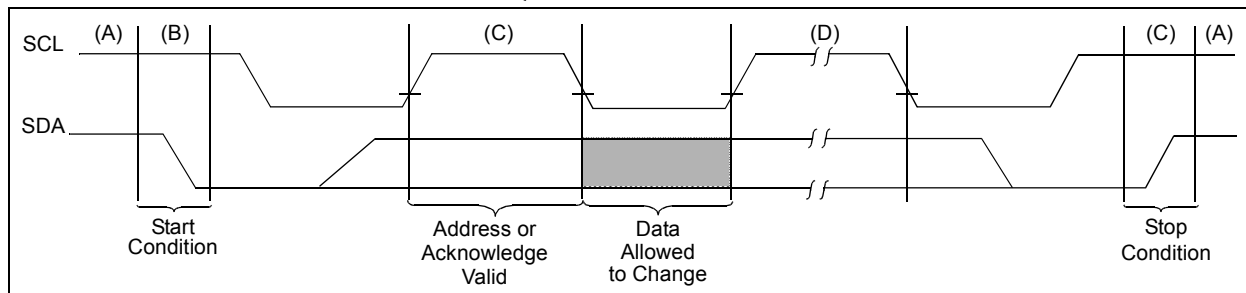 (A) (B) (C) (D) (C) (A)
SCL
SDA
Start
Condition
Address or
Acknowledge
Valid
Data
Allowed
to Change
Stop
Condition